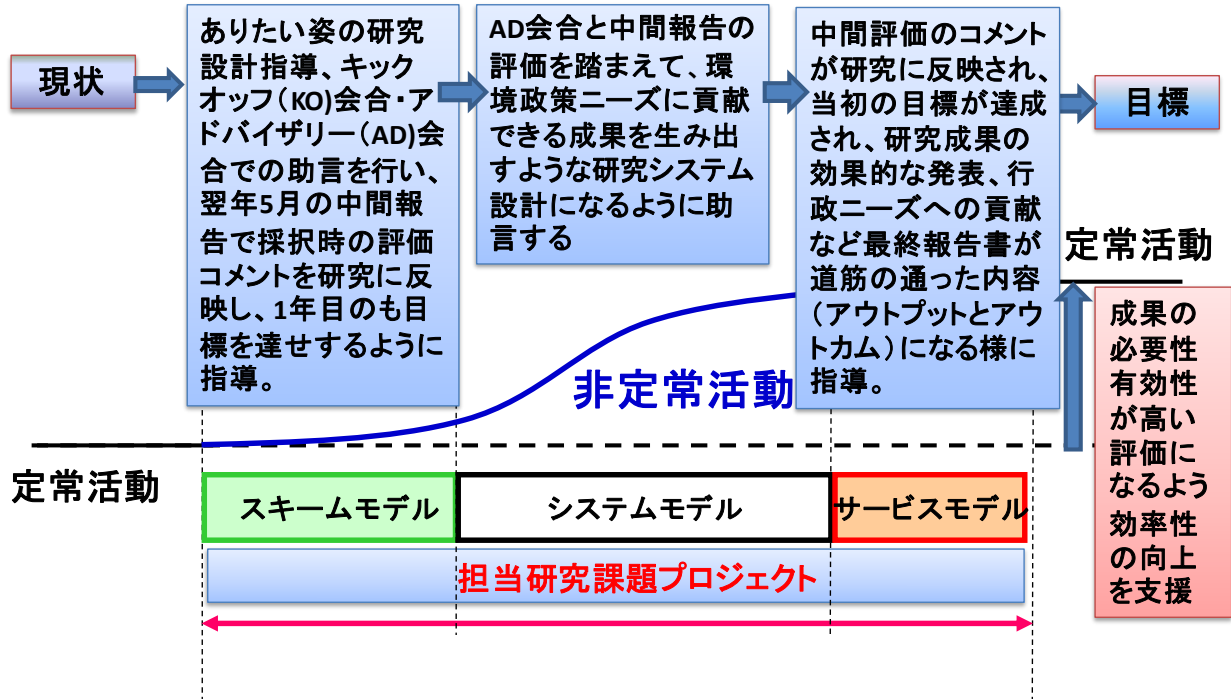 現状
ありたい姿の研究
設計指導、キック
オッフ（KO）会合・ア
ドバイザリー（AD)会
合での助言を行い、
翌年5月の中間報
告で採択時の評価
コメントを研究に反
映し、1年目のも目
標を達せするように
指導。
AD会合と中間報告の
評価を踏まえて、環
境政策ニーズに貢献
できる成果を生み出
すような研究システム
設計になるように助
言する
中間評価のコメント
が研究に反映され、
当初の目標が達成
され、研究成果の
効果的な発表、行
政ニーズへの貢献
など最終報告書が
道筋の通った内容
（アウトプットとアウ
トカム）になる様に
指導。
目標
定常活動
非定常活動
定常活動
成果の
必要性
有効性
が高い
評価に
なるよう
効率性
の向上
を支援
スキームモデル
システムモデル
サービスモデル
担当研究課題プロジェクト